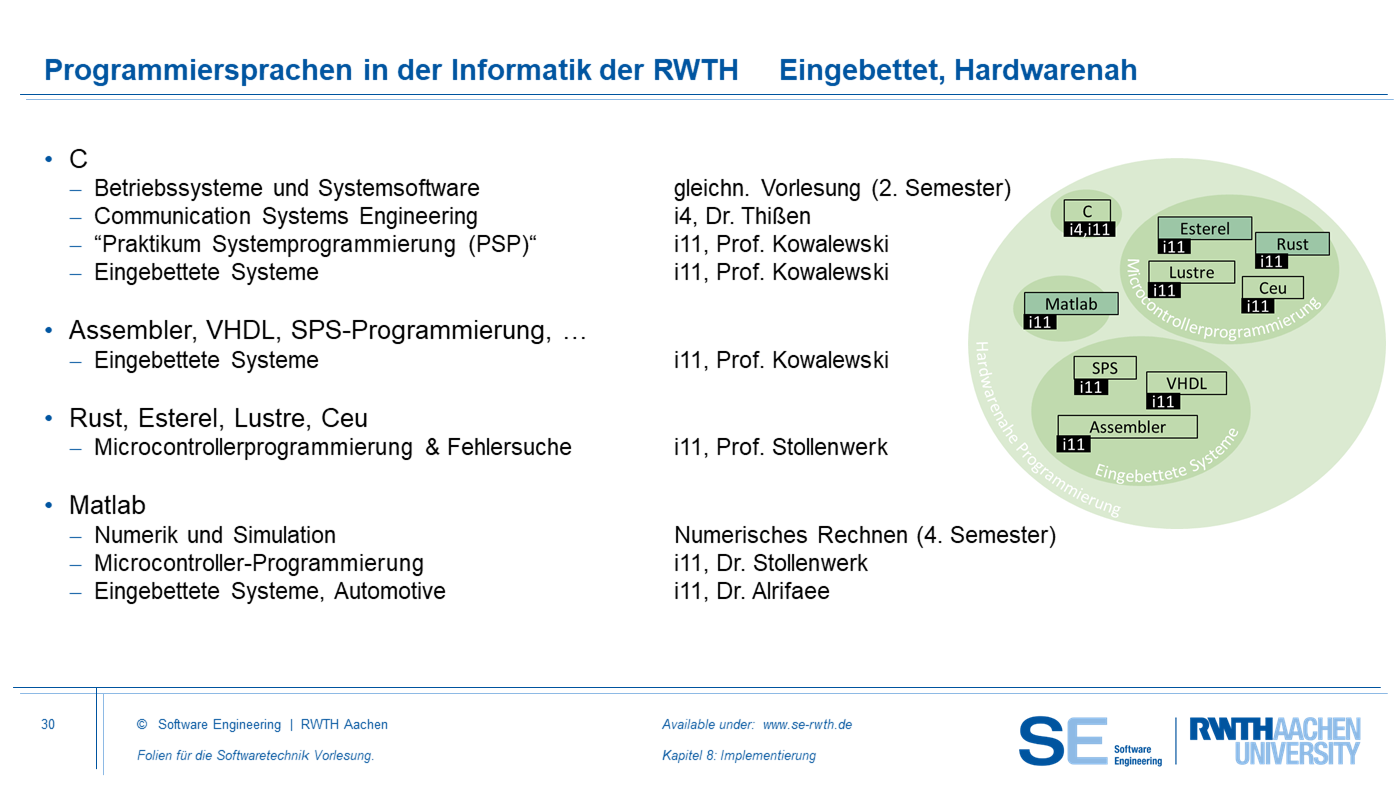 Programmiersprachen in der Informatik der RWTH Eingebettet, Hardwarenah
• C
– Betriebssysteme und Systemsoftware gleichn. Vorlesung (2. Semester)
– Communication Systems Engineering i4, Dr. Thißen
– “Praktikum Systemprogrammierung (PSP)“ i11, Prof. Kowalewski
– Eingebettete Systeme i11, Prof. Kowalewski
• Assembler, VHDL, SPS-Programmierung, …
– Eingebettete Systeme i11, Prof. Kowalewski
• Rust, Esterel, Lustre, Ceu
– Microcontrollerprogrammierung & Fehlersuche i11, Prof. Stollenwerk
• Matlab
– Numerik und Simulation Numerisches Rechnen (4. Semester)
– Microcontroller-Programmierung i11, Dr. Stollenwerk
– Eingebettete Systeme, Automotive i11, Dr. Alrifaee
C
i4,i11
Esterel
i11
Rust
i11
Lustre
i11
Ceu
i11
Microcontrollerprogrammierung
Matlab
i11
SPS
i11
VHDL
i11
Assembler
i11
Eingebettete Systeme
Hardwarenahe Programmierung
30
© Software Engineering | RWTH Aachen
Available under: www.se-rwth.de
Folien für die Softwaretechnik Vorlesung.
Kapitel 8: Implementierung
SE Software
Engineering
RWTHAACHEN
UNIVERSITY